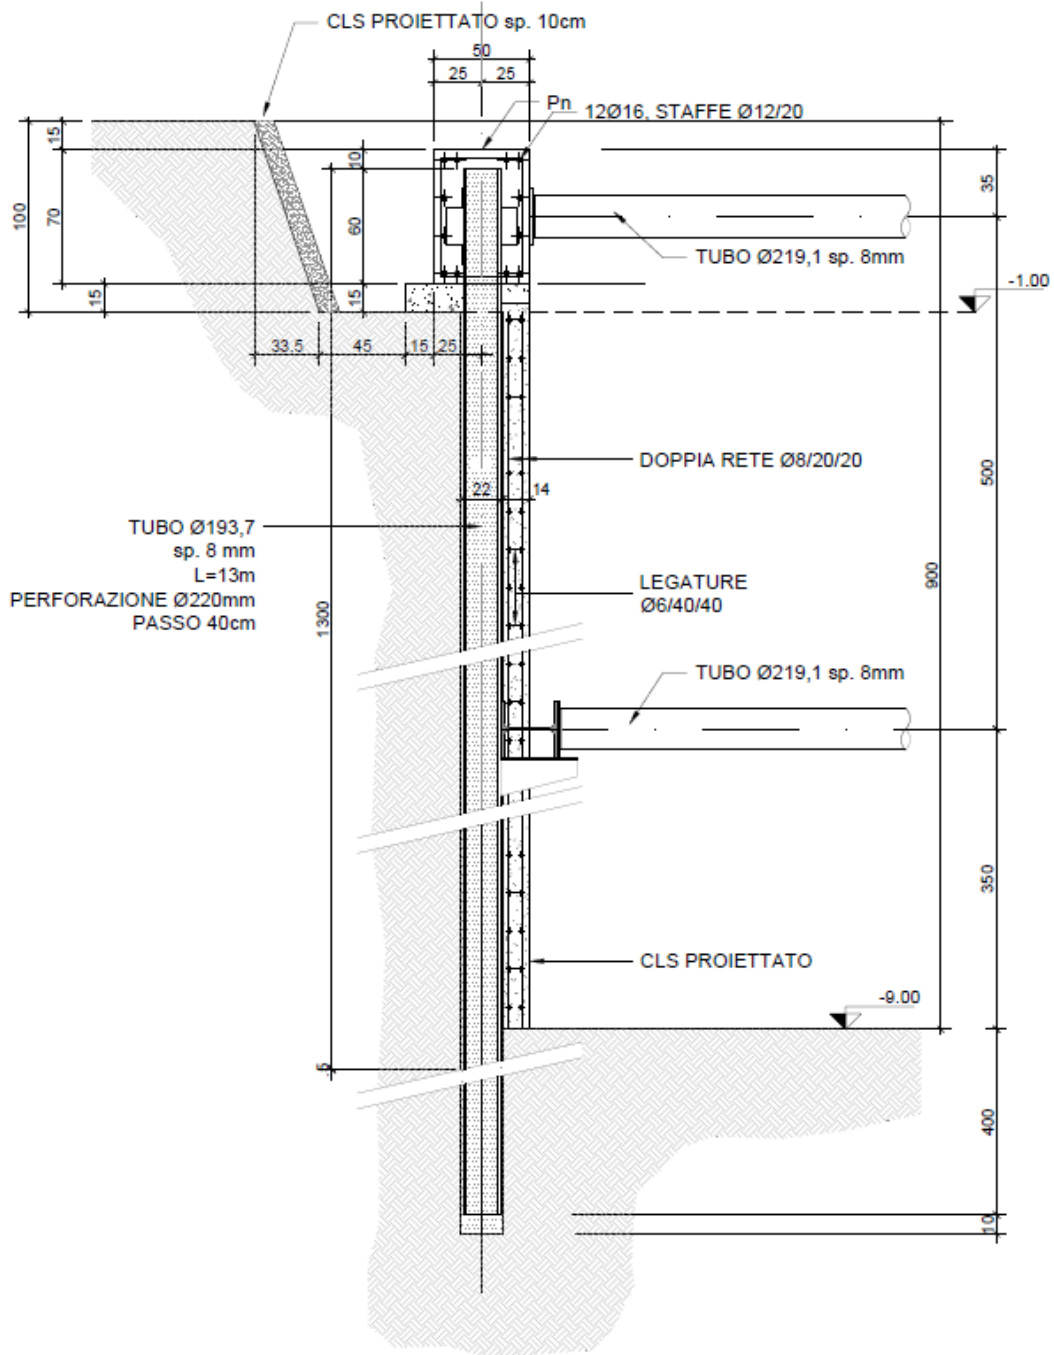 CLS PROIETTATO sp. 10cm
50
25 25
Pn
12Ø16, STAFFE Ø12/20
15
10
35
100
70
60
TUBO Ø219,1 sp. 8mm
-1.00
15
15
33.5 45 15 25
DOPPIA RETE Ø8/20/20
500
22 14
TUBO Ø193,7
sp. 8 mm
L=13m
PERFORAZIONE Ø220mm
PASSO 40cm
1300
LEGATURE
Ø6/40/40
900
TUBO Ø219,1 sp. 8mm
350
CLS PROIETTATO
-9.00
400
10